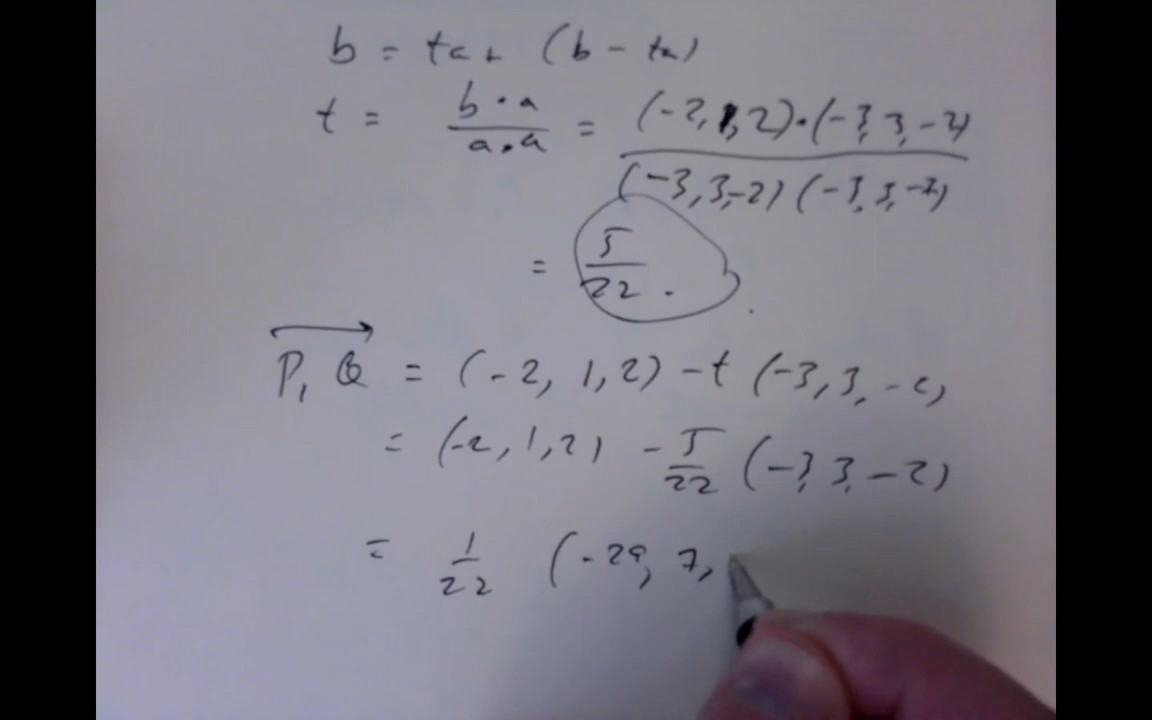 b = ta + (b - ta)
t = b · a / a · a = (-2, 1, 2) · (-3, 3, -2) / (-3, 3, -2) (-3, 3, -2)
= 5/22 .
P₁Q = (-2, 1, 2) - t (-3, 3, -2)
= (-2, 1, 2) - 5/22 (-3, 3, -2)
= 1/22 (-29, 7,